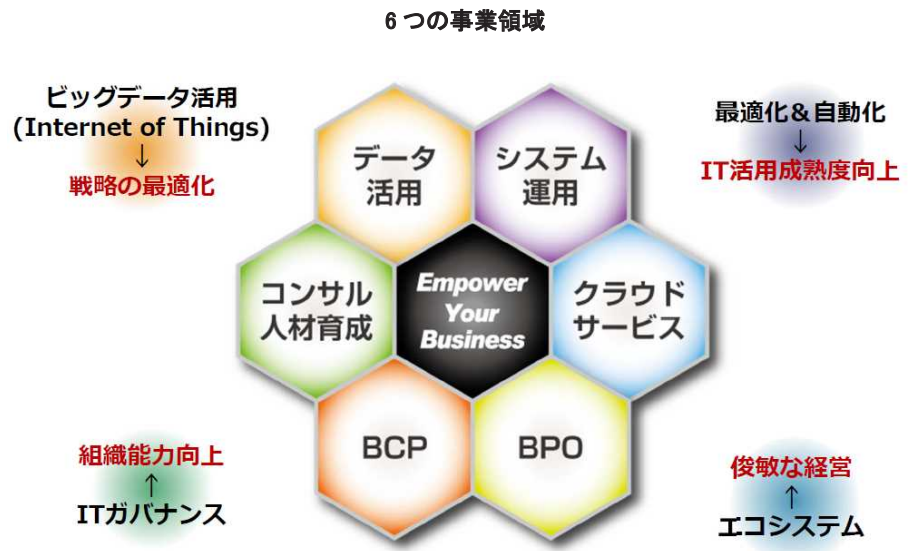 6つの事業領域
ビッグデータ活用
(Internet of Things)
↓
戦略の最適化
最適化&自動化
↓
IT活用成熟度向上
データ
活用
システム
運用
コンサル
人材育成
Empower
Your
Business
クラウド
サービス
BCP
BPO
組織能力向上
↑
ITガバナンス
俊敏な経営
↑
エコシステム